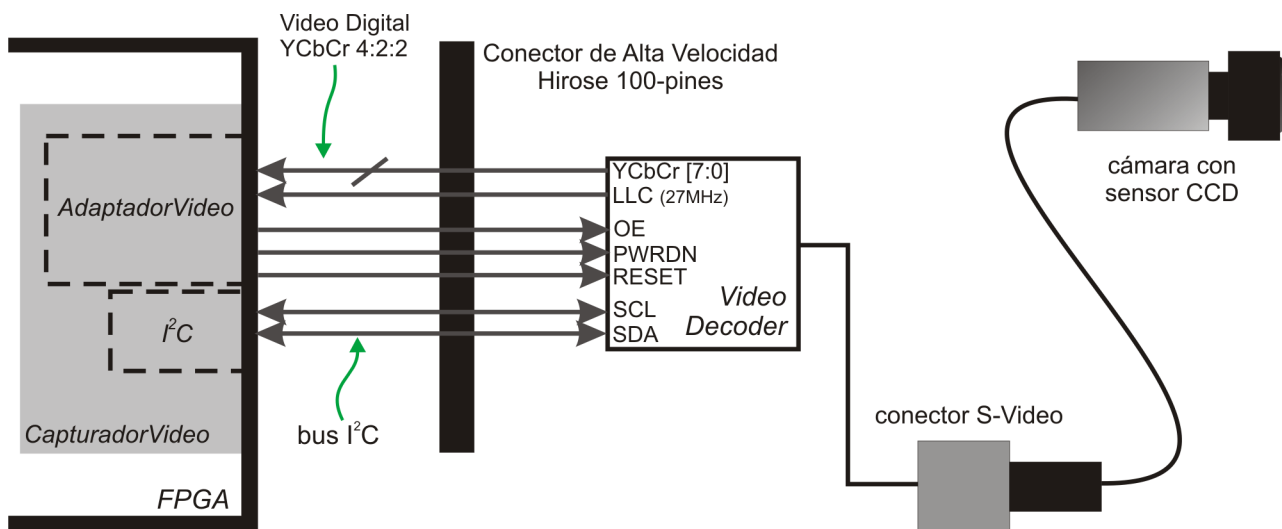 Video Digital
YCbCr 4:2:2
Conector de Alta Velocidad
Hirose 100-pines
AdaptadorVideo
I²C
CapturadorVideo
FPGA
bus I²C
YCbCr [7:0]
LLC (27MHz)
OE
PWRDN
RESET
SCL
SDA
Video
Decoder
conector S-Video
cámara con
sensor CCD